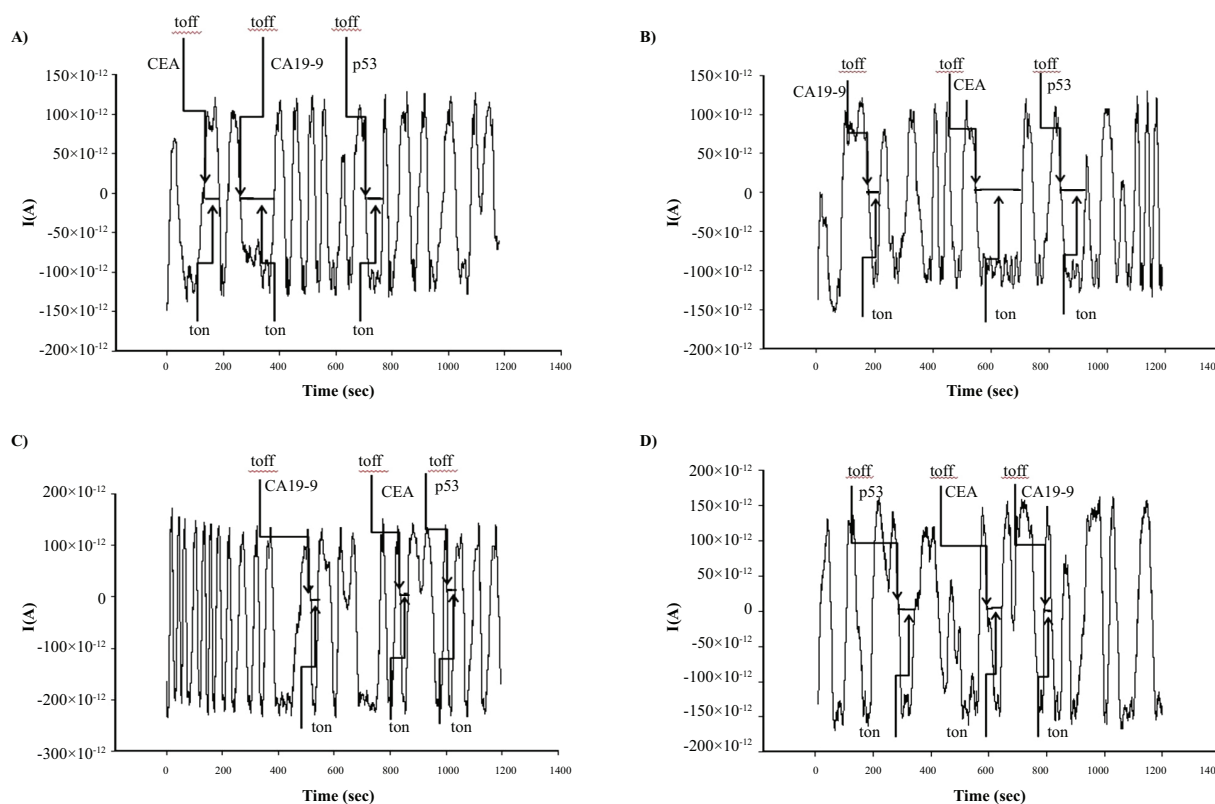 A)
toff toff toff
CEA CA19-9 p53
150×10-12
100×10-12
50×10-12
0
-50×10-12
-100×10-12
-150×10-12
-200×10-12
I(A)
ton ton ton
0 200 400 600 800 1000 1200 1400
Time (sec)
B)
toff toff toff
CA19-9 CEA p53
150×10-12
100×10-12
50×10-12
0
-50×10-12
-100×10-12
-150×10-12
-200×10-12
I(A)
ton ton ton
0 200 400 600 800 1000 1200 1400
Time (sec)
C)
toff toff toff
CA19-9 CEA p53
200×10-12
100×10-12
0
-100×10-12
-200×10-12
-300×10-12
I(A)
ton ton ton
0 200 400 600 800 1000 1200 1400
Time (sec)
D)
toff toff toff
p53 CEA CA19-9
200×10-12
150×10-12
100×10-12
50×10-12
0
-50×10-12
-100×10-12
-150×10-12
-200×10-12
I(A)
ton ton ton
0 200 400 600 800 1000 1200 1400
Time (sec)